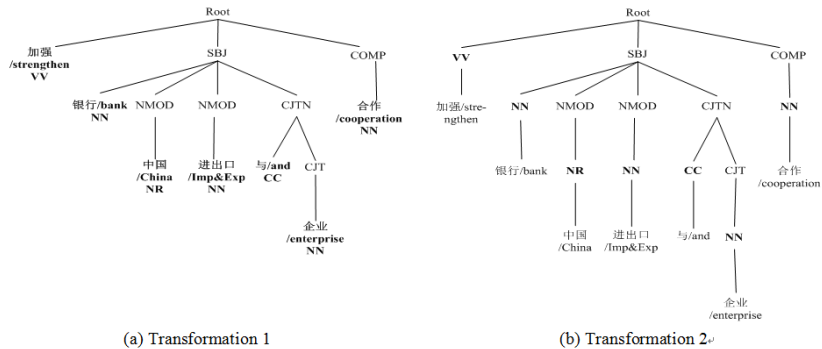 Root
加强
/strengthen
VV
SBJ
COMP
银行/bank
NN
NMOD
NMOD
CJTN
合作
/cooperation
NN
中国
/China
NR
进出口
/Imp&Exp
NN
与/and
CC
CJT
企业
/enterprise
NN
(a) Transformation 1
Root
VV
SBJ
COMP
加强/stre-
ngthen
NN
NMOD
NMOD
CJTN
NN
银行/bank
NR
NN
CC
CJT
合作
/cooperation
中国
/China
进出口
/Imp&Exp
与/and
NN
企业
/enterprise
(b) Transformation 2↵